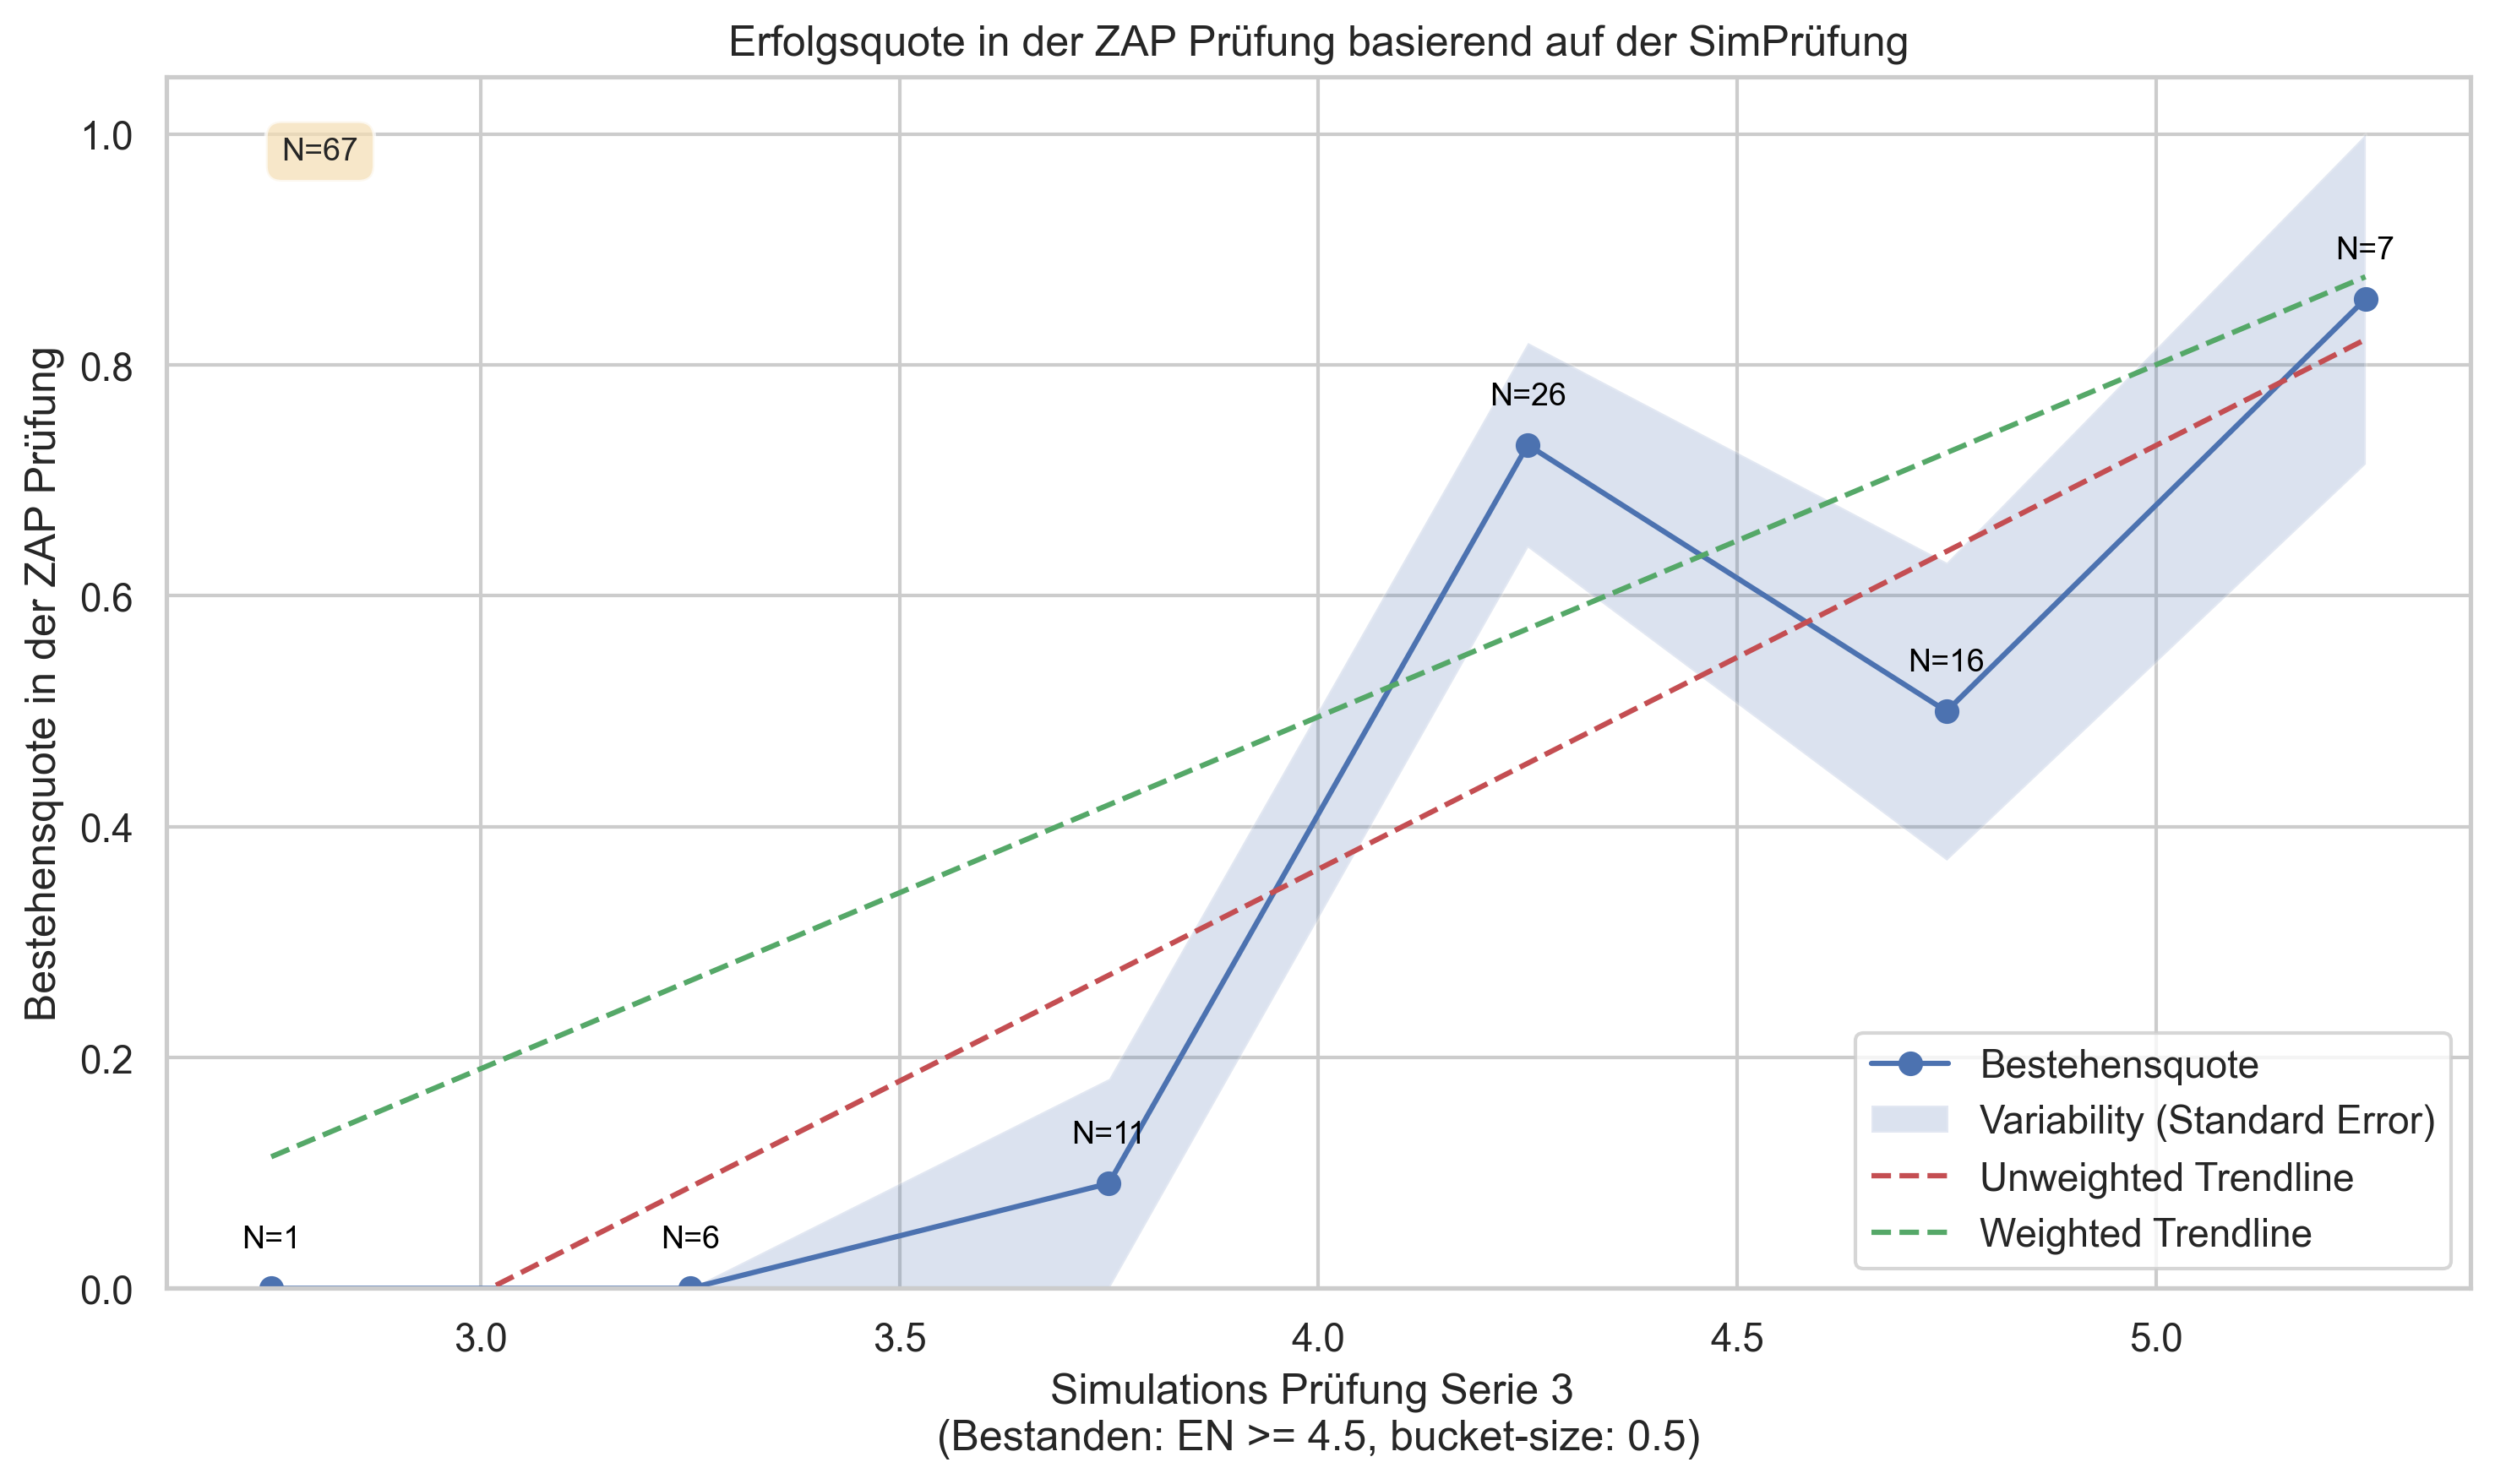 Erfolgsquote in der ZAP Prüfung basierend auf der SimPrüfung
Bestehensquote in der ZAP Prüfung
1.0
0.8
0.6
0.4
0.2
0.0
N=67
N=1
N=6
N=11
N=26
N=16
N=7
Bestehensquote
Variability (Standard Error)
Unweighted Trendline
Weighted Trendline
3.0
3.5
4.0
4.5
5.0
Simulations Prüfung Serie 3
(Bestanden: EN >= 4.5, bucket-size: 0.5)